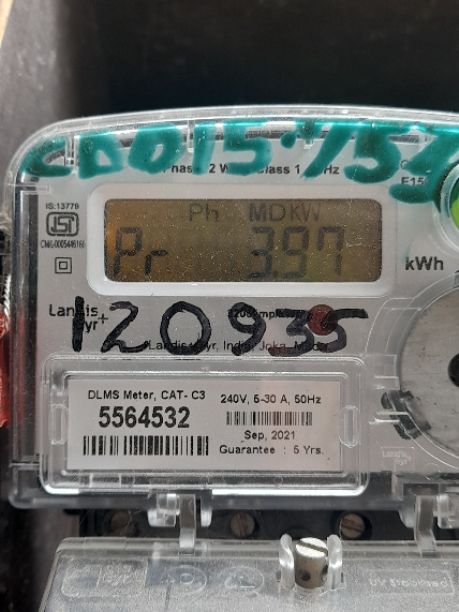 CD015.753
IS:13779
Ph MDKW
Pr 3.97
kWh
Landis
Gyr+
120935
DLMS Meter, CAT- C3
5564532
240V, 5-30 A, 50Hz
Sep, 2021
Guarantee : 5 Yrs.